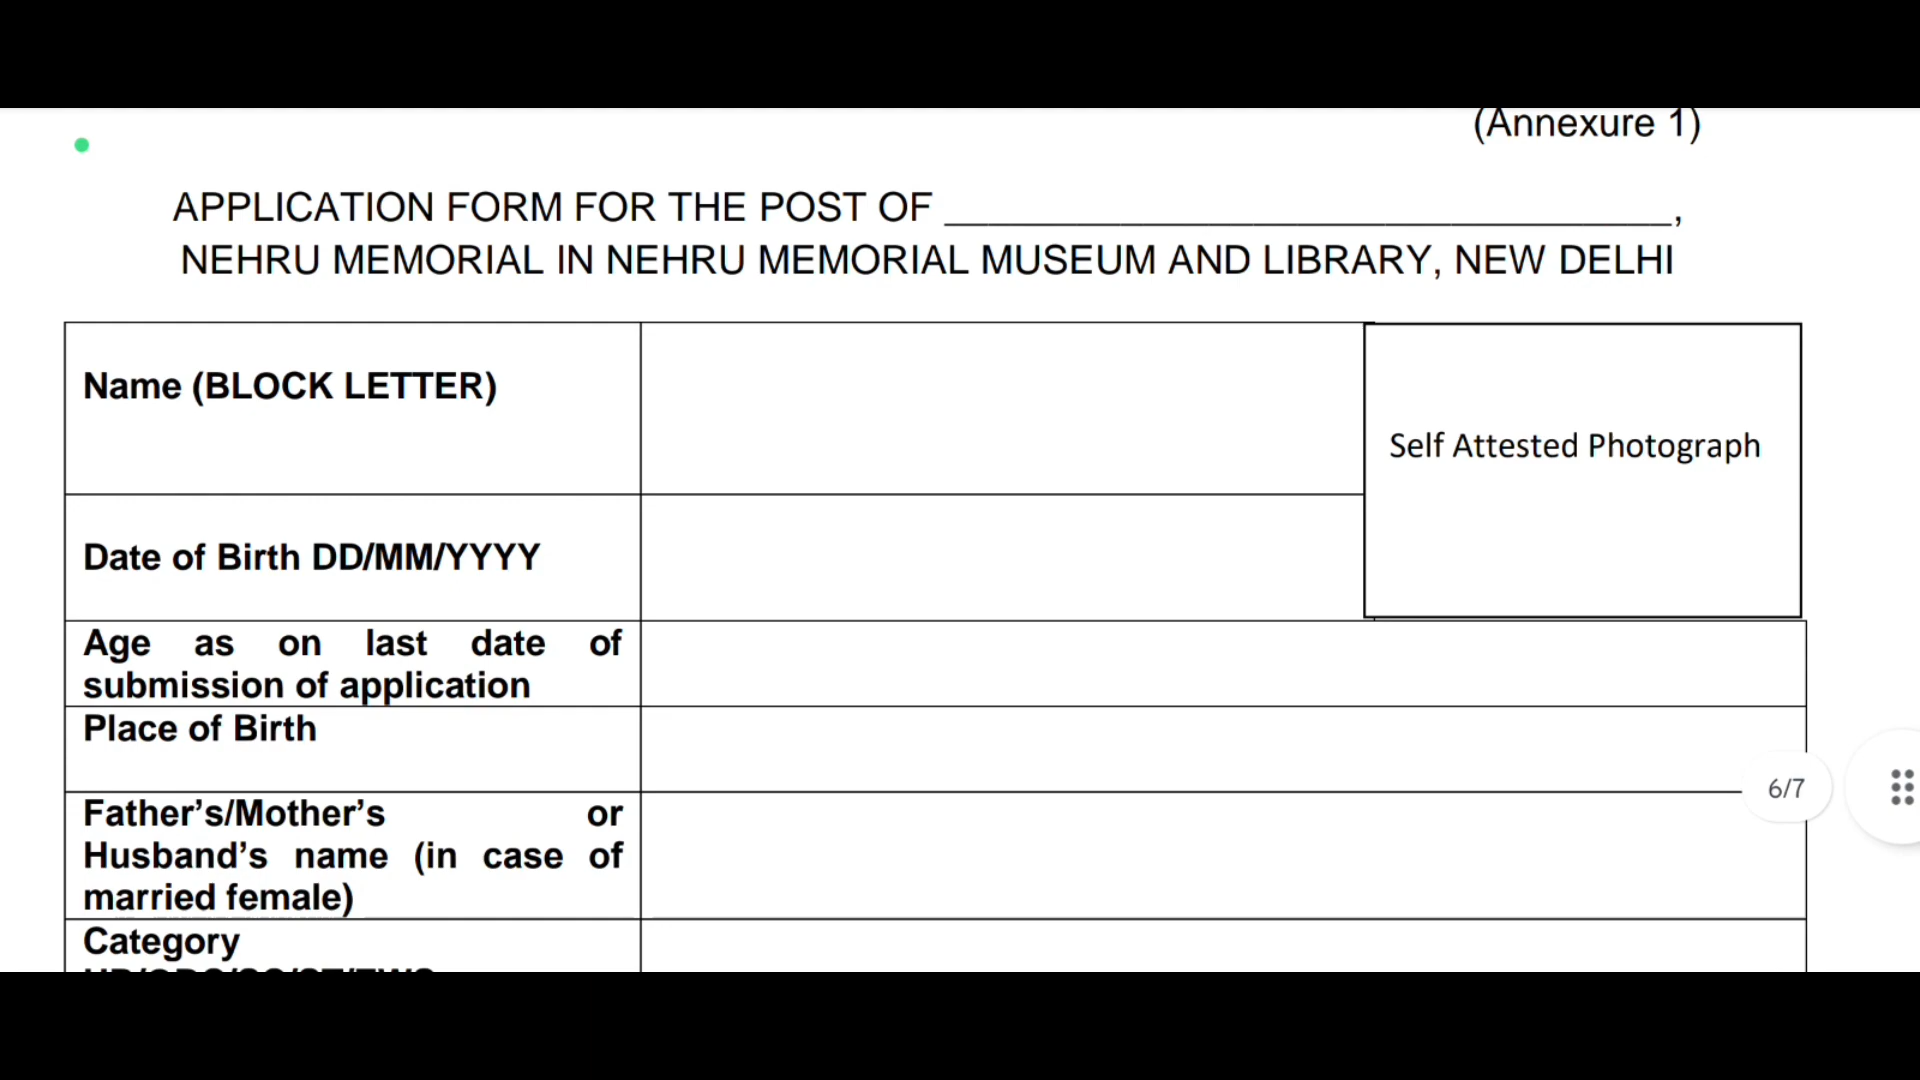 (Annexure 1)
APPLICATION FORM FOR THE POST OF _________________________________,
NEHRU MEMORIAL IN NEHRU MEMORIAL MUSEUM AND LIBRARY, NEW DELHI
Name (BLOCK LETTER)
Self Attested Photograph
Date of Birth DD/MM/YYYY
Age as on last date of
submission of application
Place of Birth
6/7
Father’s/Mother’s or
Husband’s name (in case of
married female)
Category